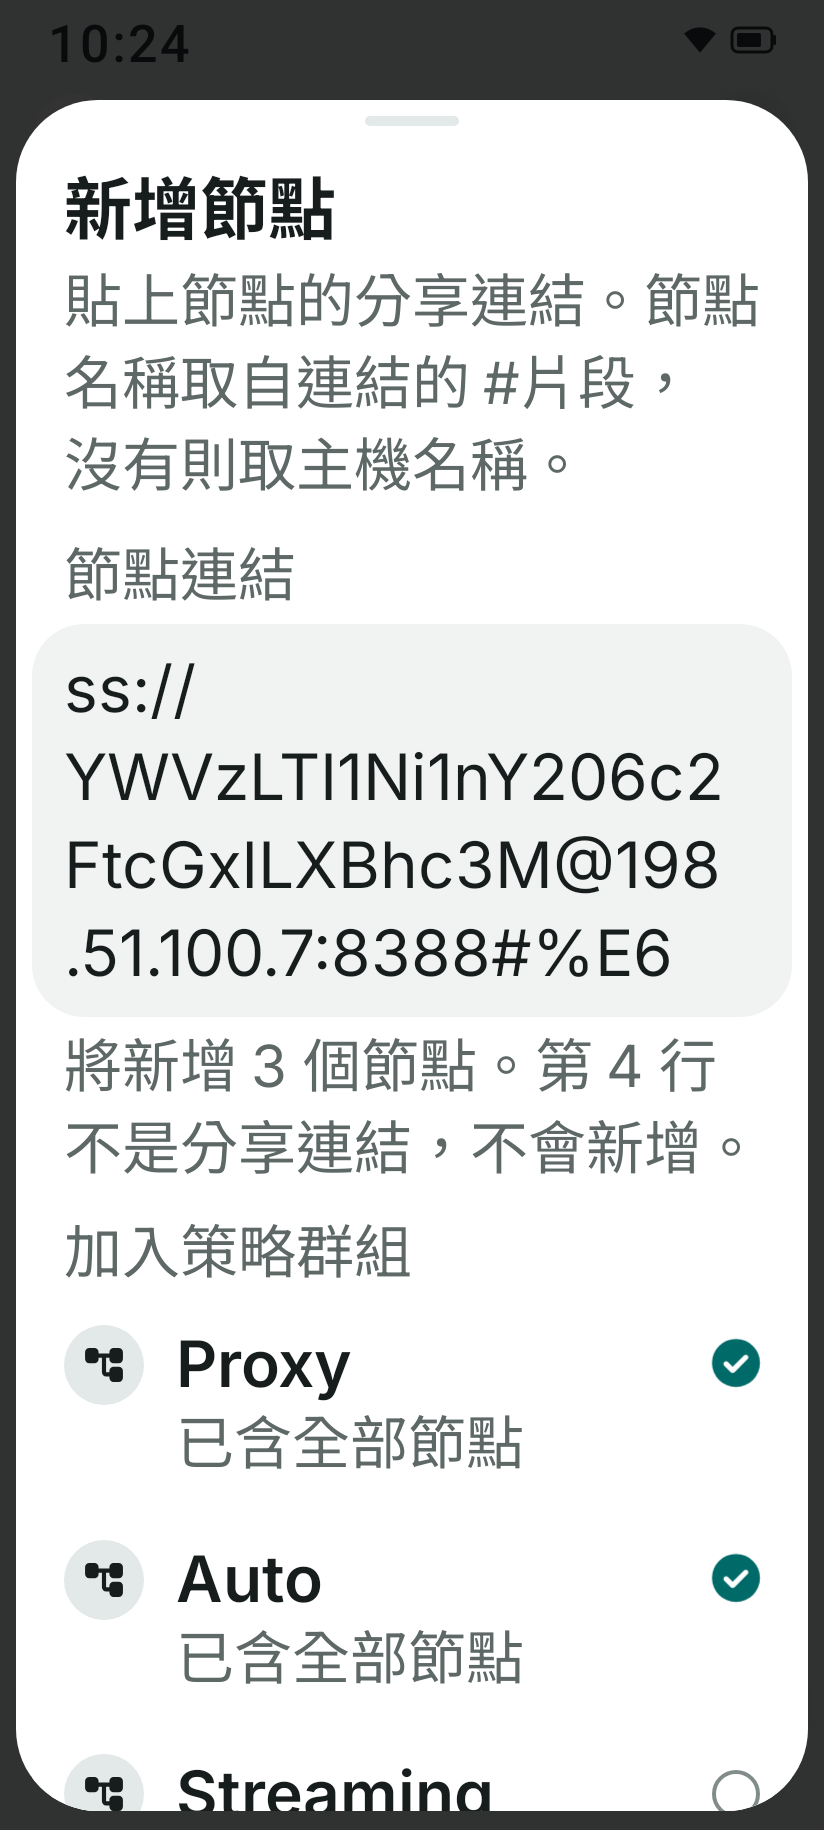 10:24
新增節點
貼上節點的分享連結。節點
名稱取自連結的 #片段，
沒有則取主機名稱。
節點連結
ss://
YWVzLTI1Ni1nY206c2
FtcGxlLXBhc3M@198
.51.100.7:8388#%E6
將新增 3 個節點。第 4 行
不是分享連結，不會新增。
加入策略群組
Proxy
已含全部節點
Auto
已含全部節點
Streaming